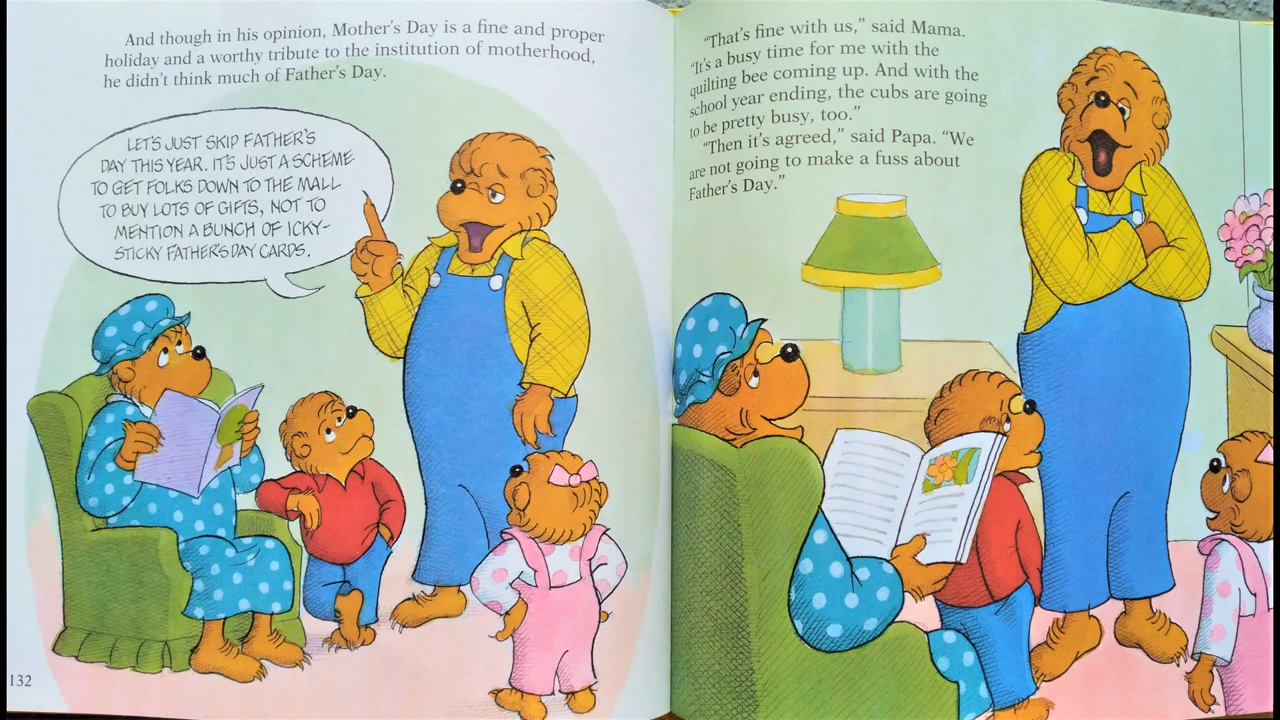 And though in his opinion, Mother's Day is a fine and proper
holiday and a worthy tribute to the institution of motherhood,
he didn't think much of Father's Day.
LET'S JUST SKIP FATHER'S
DAY THIS YEAR. IT'S JUST A SCHEME
TO GET FOLKS DOWN TO THE MALL
TO BUY LOTS OF GIFTS, NOT TO
MENTION A BUNCH OF ICKY-
STICKY FATHER'S DAY CARDS.
132
"That's fine with us," said Mama.
"It's a busy time for me with the
quilting bee coming up. And with the
school year ending, the cubs are going
to be pretty busy, too."
"Then it's agreed," said Papa. "We
are not going to make a fuss about
Father's Day."